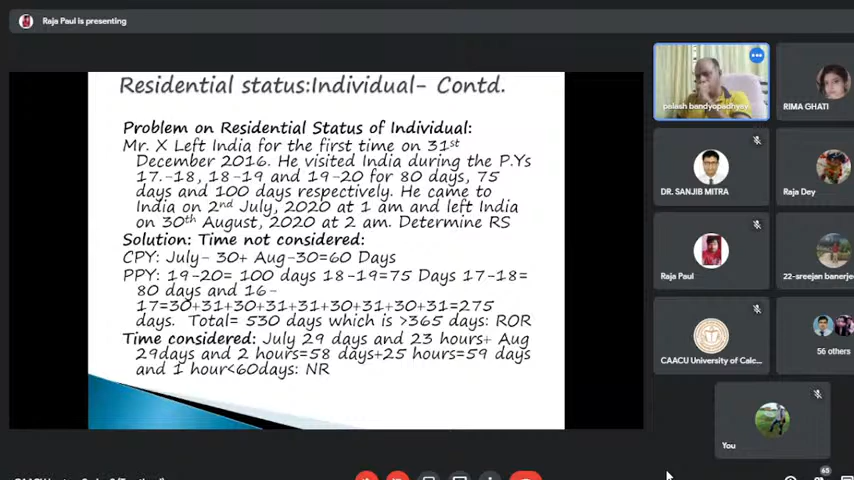 Raja Paul is presenting
Residential status:Individual- Contd.
Problem on Residential Status of Individual:
Mr. X Left India for the first time on 31st
December 2016. He visited India during the P.Ys
17.-18, 18-19 and 19-20 for 80 days, 75
days and 100 days respectively. He came to
India on 2nd July, 2020 at 1 am and left India
on 30th August, 2020 at 2 am. Determine RS
Solution: Time not considered:
CPY: July- 30+ Aug-30=60 Days
PPY: 19-20= 100 days 18-19=75 Days 17-18=
80 days and 16-
17=30+31+30+31+31+30+31+30+31=275
days. Total= 530 days which is >365 days: ROR
Time considered: July 29 days and 23 hours+ Aug
29days and 2 hours=58 days+25 hours=59 days
and 1 hour<60days: NR
palash bandyopadhyay
RIMA GHATI
DR. SANJIB MITRA
Raja Dey
Raja Paul
22-sreejan banerjee
CAACU University of Calc...
56 others
You
65